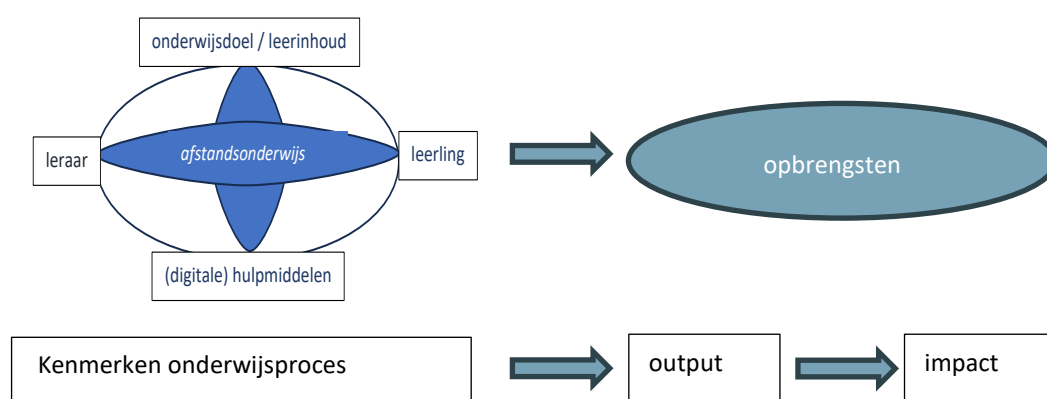 onderwijsdoel / leerinhoud
leraar
afstandsonderwijs
leerling
opbrengsten
(digitale) hulpmiddelen
Kenmerken onderwijsproces
output
impact